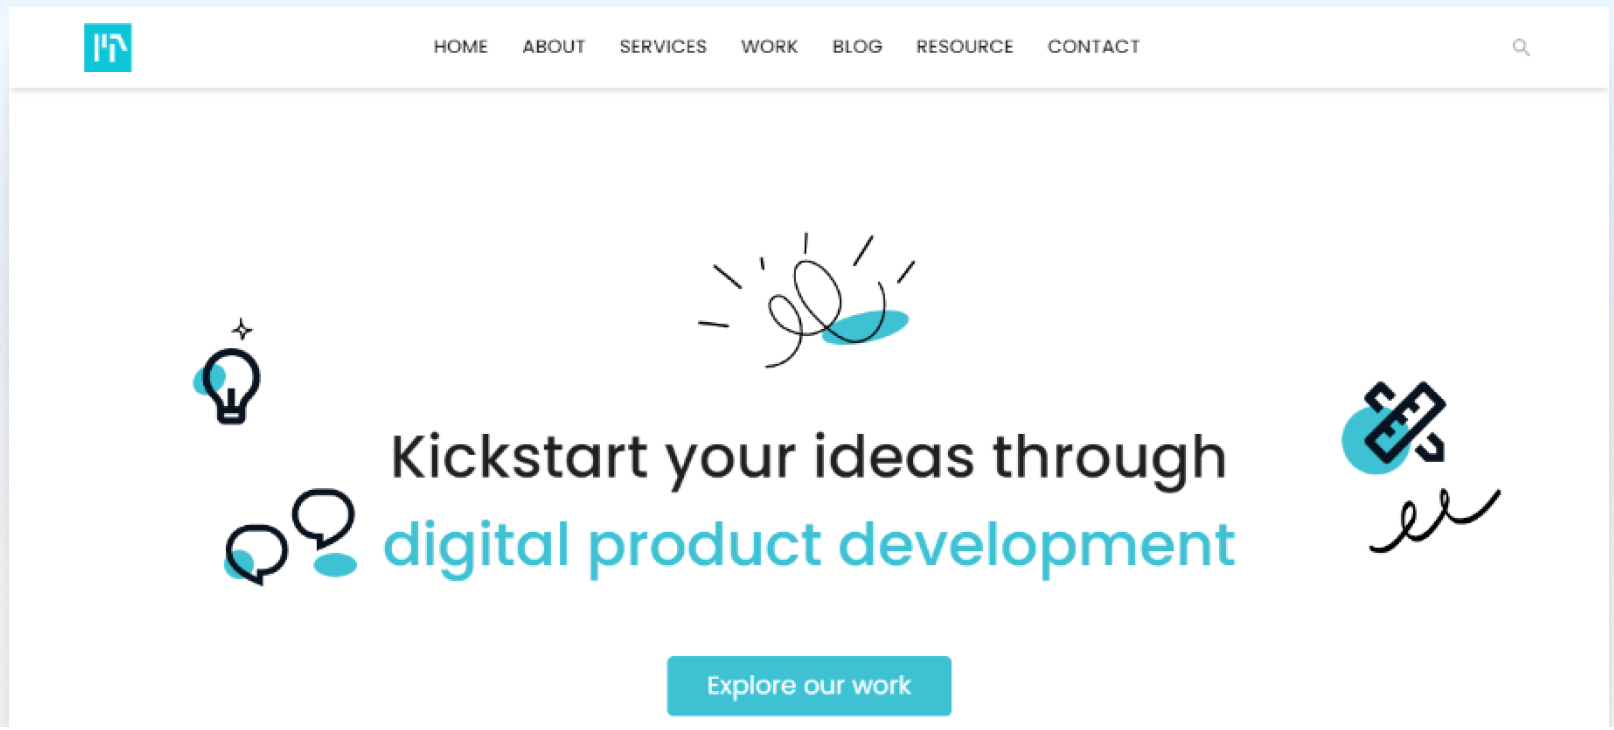 HOME ABOUT SERVICES WORK BLOG RESOURCE CONTACT
Kickstart your ideas through
digital product development
Explore our work